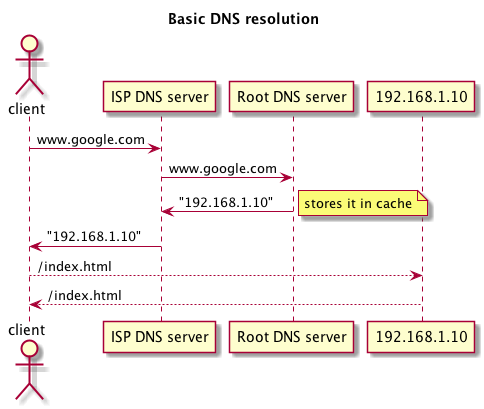 Basic DNS resolution
client
ISP DNS server
Root DNS server
192.168.1.10
www.google.com
www.google.com
"192.168.1.10"
stores it in cache
"192.168.1.10"
/index.html
/index.html
client
ISP DNS server
Root DNS server
192.168.1.10